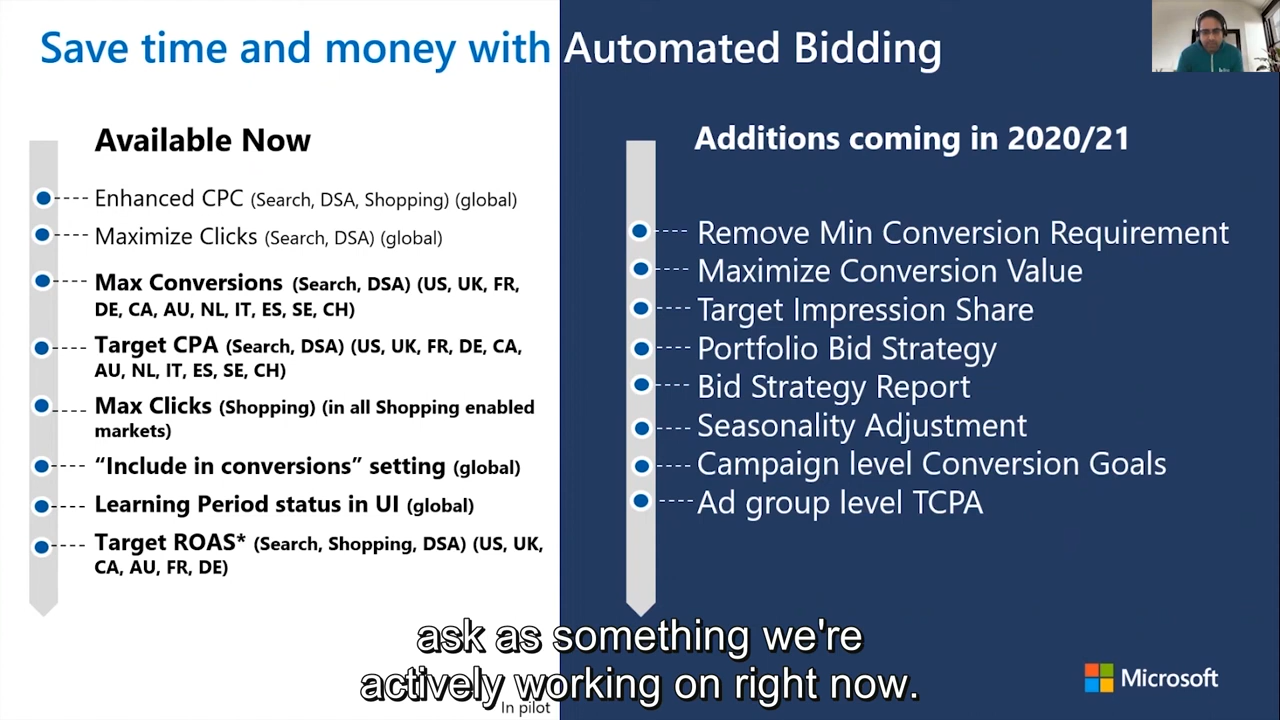 Save time and money with Automated Bidding
Available Now
Enhanced CPC (Search, DSA, Shopping) (global)
Maximize Clicks (Search, DSA) (global)
Max Conversions (Search, DSA) (US, UK, FR,
DE, CA, AU, NL, IT, ES, SE, CH)
Target CPA (Search, DSA) (US, UK, FR, DE, CA,
AU, NL, IT, ES, SE, CH)
Max Clicks (Shopping) (in all Shopping enabled
markets)
“Include in conversions” setting (global)
Learning Period status in UI (global)
Target ROAS* (Search, Shopping, DSA) (US, UK,
CA, AU, FR, DE)
Additions coming in 2020/21
Remove Min Conversion Requirement
Maximize Conversion Value
Target Impression Share
Portfolio Bid Strategy
Bid Strategy Report
Seasonality Adjustment
Campaign level Conversion Goals
Ad group level TCPA
ask as something we're
actively working on right now.
In pilot
Microsoft